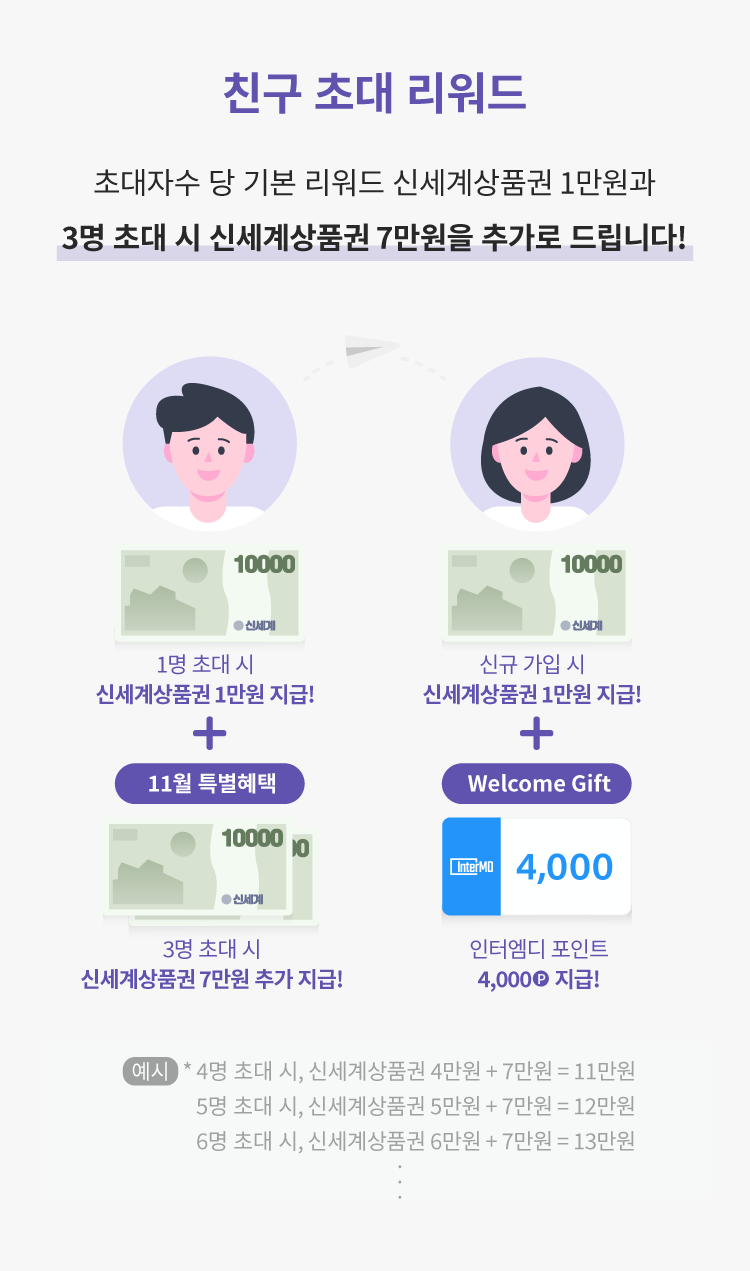 친구 초대 리워드
초대자수 당 기본 리워드 신세계상품권 1만원과
3명 초대 시 신세계상품권 7만원을 추가로 드립니다!
10000
신세계
1명 초대 시
신세계상품권 1만원 지급!
+
11월 특별혜택
10000
00
신세계
3명 초대 시
신세계상품권 7만원 추가 지급!
10000
신세계
신규 가입 시
신세계상품권 1만원 지급!
+
Welcome Gift
InterMD
4,000
인터엠디 포인트
4,000P 지급!
예시 * 4명 초대 시, 신세계상품권 4만원 + 7만원 = 11만원
5명 초대 시, 신세계상품권 5만원 + 7만원 = 12만원
6명 초대 시, 신세계상품권 6만원 + 7만원 = 13만원